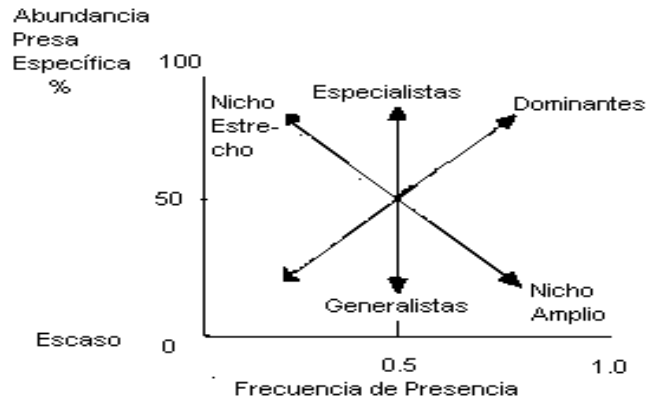 Abundancia
Presa
Específica
%
100
Nicho
Estre-
cho
Especialistas
Dominantes
50
Generalistas
Nicho
Amplio
Escaso
0
0.5
1.0
Frecuencia de Presencia